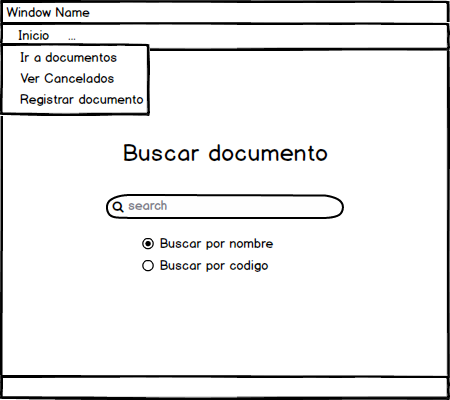 Window Name
Inicio ...
Ir a documentos
Ver Cancelados
Registrar documento
Buscar documento
search
Buscar por nombre
Buscar por codigo